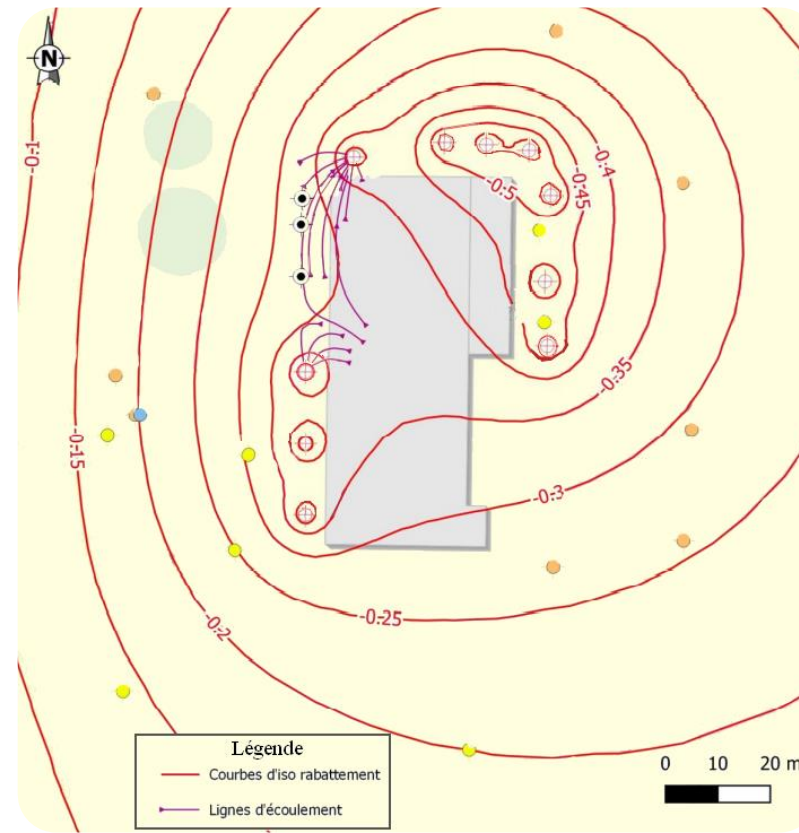 N
-0.1
-0.4
-0.45
-0.5
-0.35
-0.15
-0.3
-0.25
-0.2
Légende
Courbes d'iso rabattement
Lignes d'écoulement
0 10 20 m